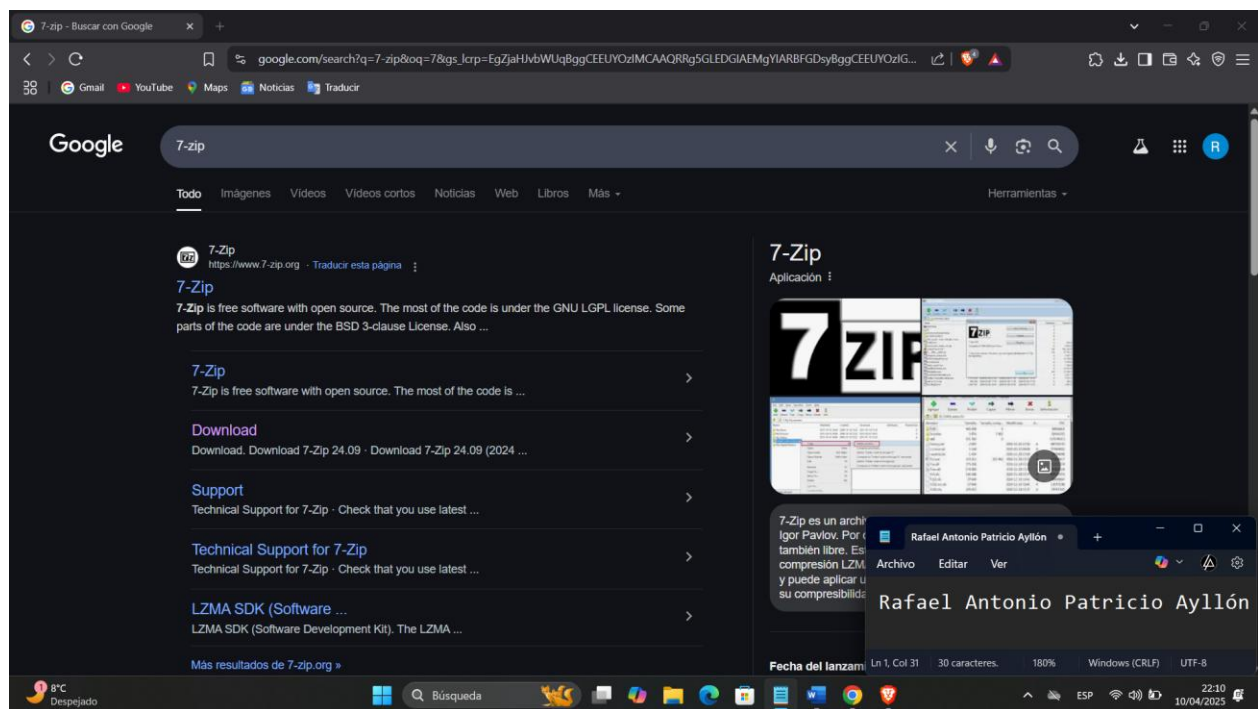 7-zip - Buscar con Google
google.com/search?q=7-zip&oq=7&gs_lcrp=EgZjaHJvbWUqBggCEEUYOzIMCAAQRRg5GLEDGIAEMgYIARBFGDsyBggCEEUYOzIG...
Gmail YouTube Maps Noticias Traducir
Google
7-zip
R
Todo Imágenes Vídeos Vídeos cortos Noticias Web Libros Más
Herramientas
7-Zip
https://www.7-zip.org · Traducir esta página
7-Zip
7-Zip is free software with open source. The most of the code is under the GNU LGPL license. Some
parts of the code are under the BSD 3-clause License. Also ...
7-Zip
7-Zip is free software with open source. The most of the code is ...
Download
Download. Download 7-Zip 24.09 · Download 7-Zip 24.09 (2024 ...
Support
Technical Support for 7-Zip · Check that you use latest ...
Technical Support for 7-Zip
Technical Support for 7-Zip · Check that you use latest ...
LZMA SDK (Software ...
LZMA SDK (Software Development Kit). The LZMA ...
Más resultados de 7-zip.org »
7-Zip
Aplicación
7 ZIP
7-Zip es un archi
Igor Pavlov. Por
también libre. Es
compresión LZM
y puede aplicar u
su compresibilida
Fecha del lanzam
Rafael Antonio Patricio Ayllón
Archivo Editar Ver
Rafael Antonio Patricio Ayllón
Ln 1, Col 31 30 caracteres. 180% Windows (CRLF) UTF-8
8°C
Despejado
Búsqueda
ESP
22:10
10/04/2025